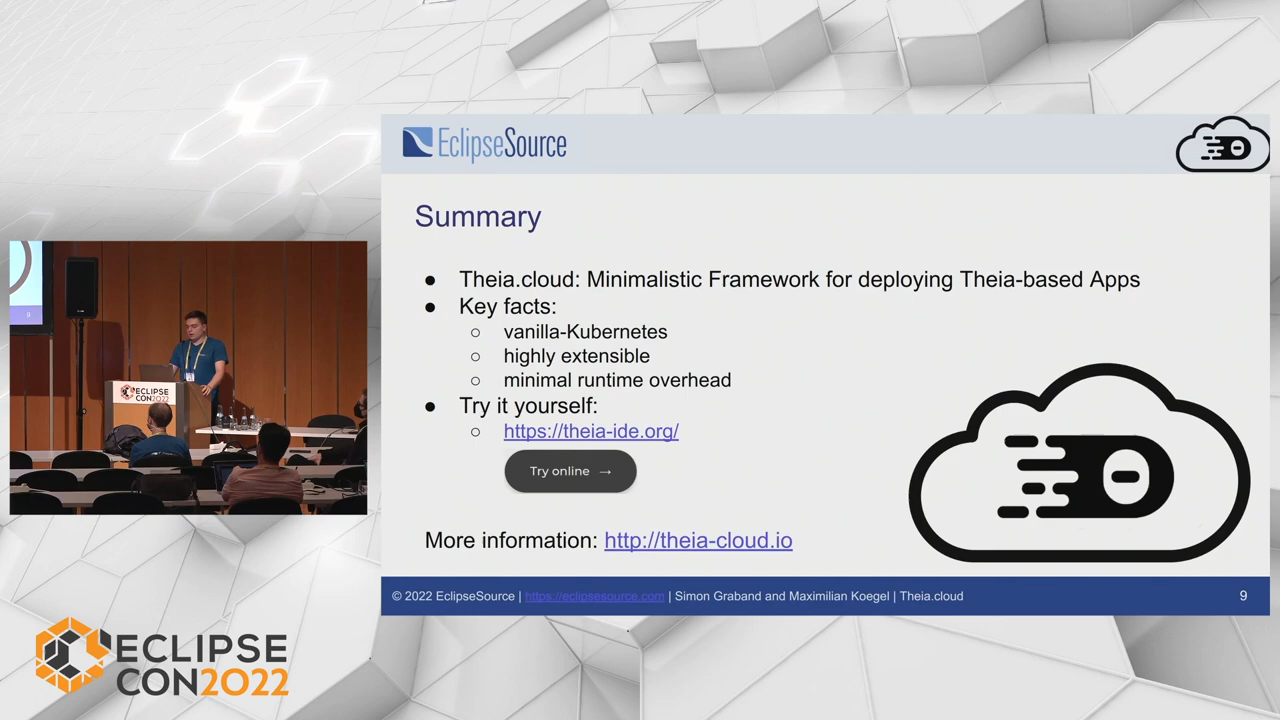 EclipseSource
Summary
● Theia.cloud: Minimalistic Framework for deploying Theia-based Apps
● Key facts:
○ vanilla-Kubernetes
○ highly extensible
○ minimal runtime overhead
● Try it yourself:
○ https://theia-ide.org/
Try online →
More information: http://theia-cloud.io
© 2022 EclipseSource | https://eclipsesource.com | Simon Graband and Maximilian Koegel | Theia.cloud
9
9
ECLIPSE
CON2022
ECLIPSE
CON2022